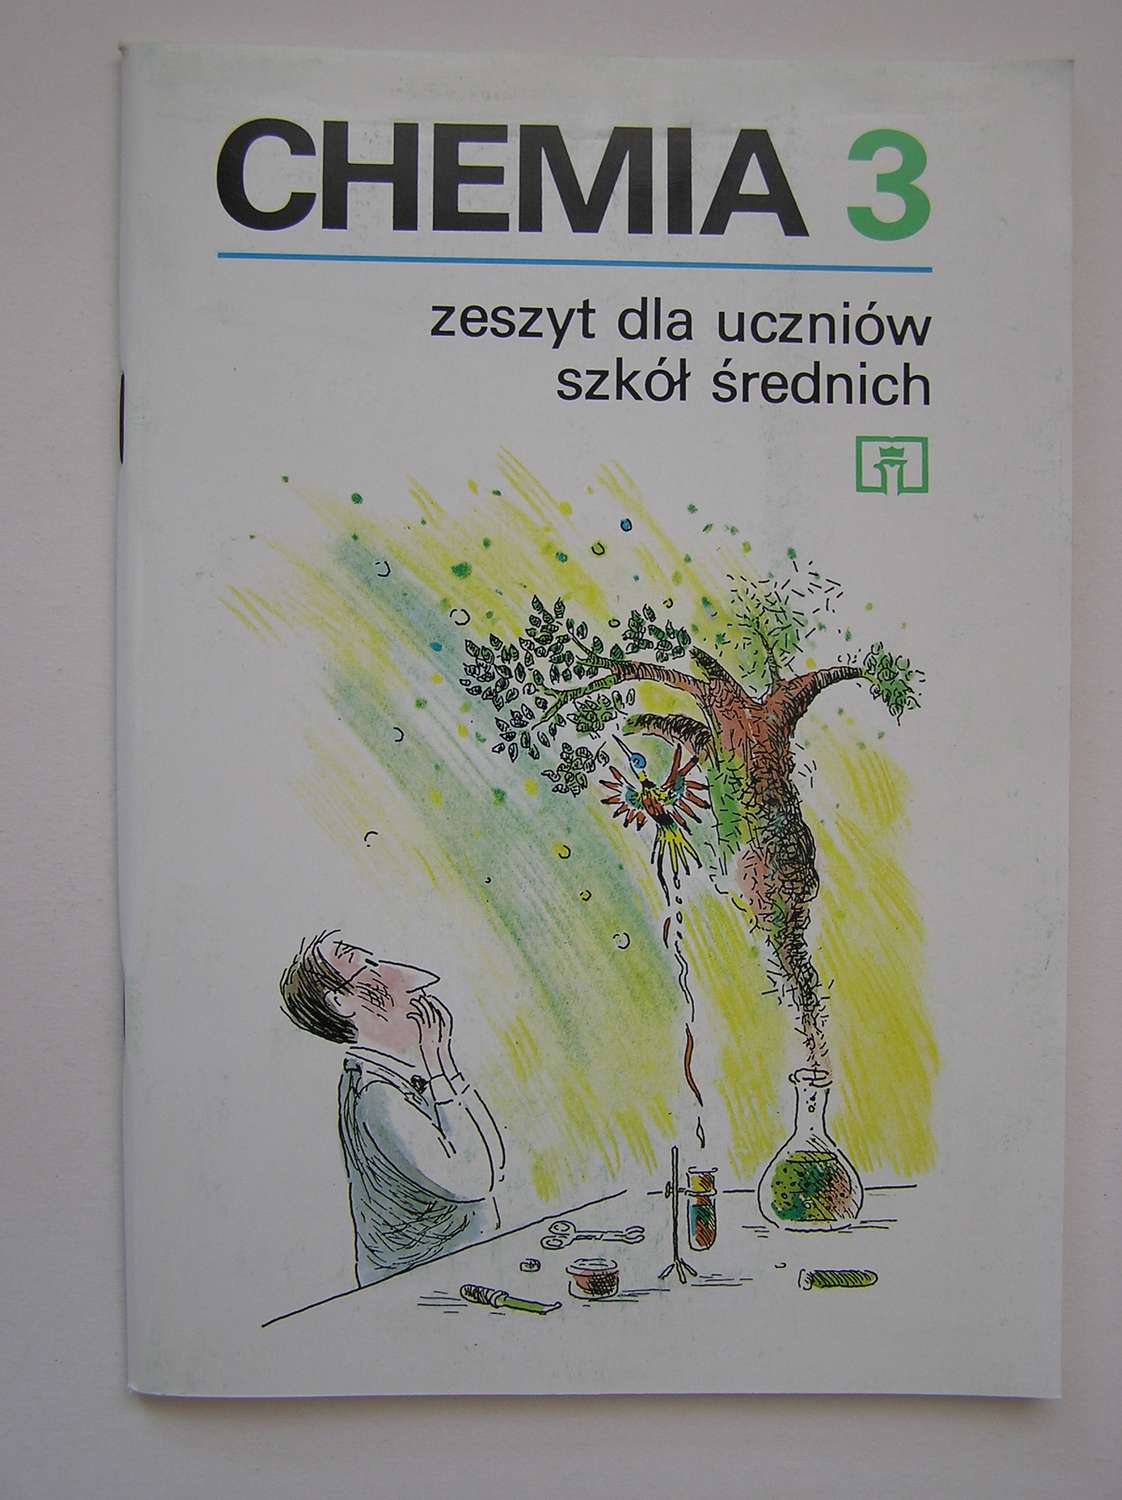 CHEMIA 3
zeszyt dla uczniów
szkół średnich